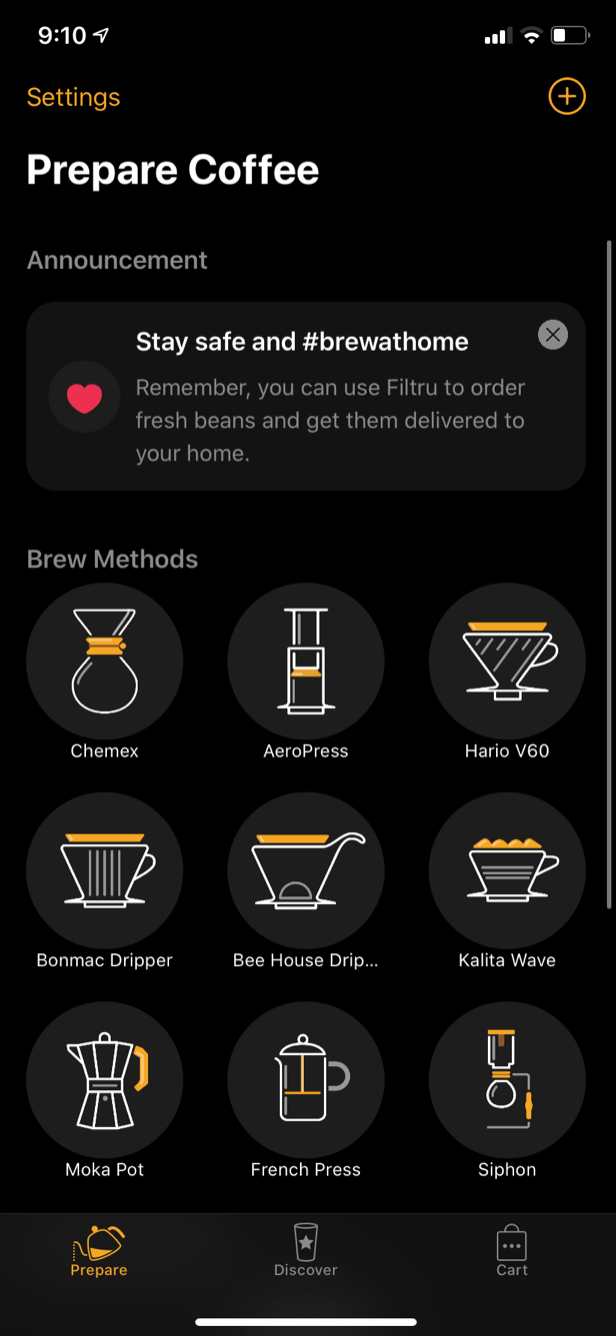 9:10
Settings
Prepare Coffee
Announcement
Stay safe and #brewathome
Remember, you can use Filtru to order
fresh beans and get them delivered to
your home.
Brew Methods
Chemex
AeroPress
Hario V60
Bonmac Dripper
Bee House Drip...
Kalita Wave
Moka Pot
French Press
Siphon
Prepare
Discover
Cart